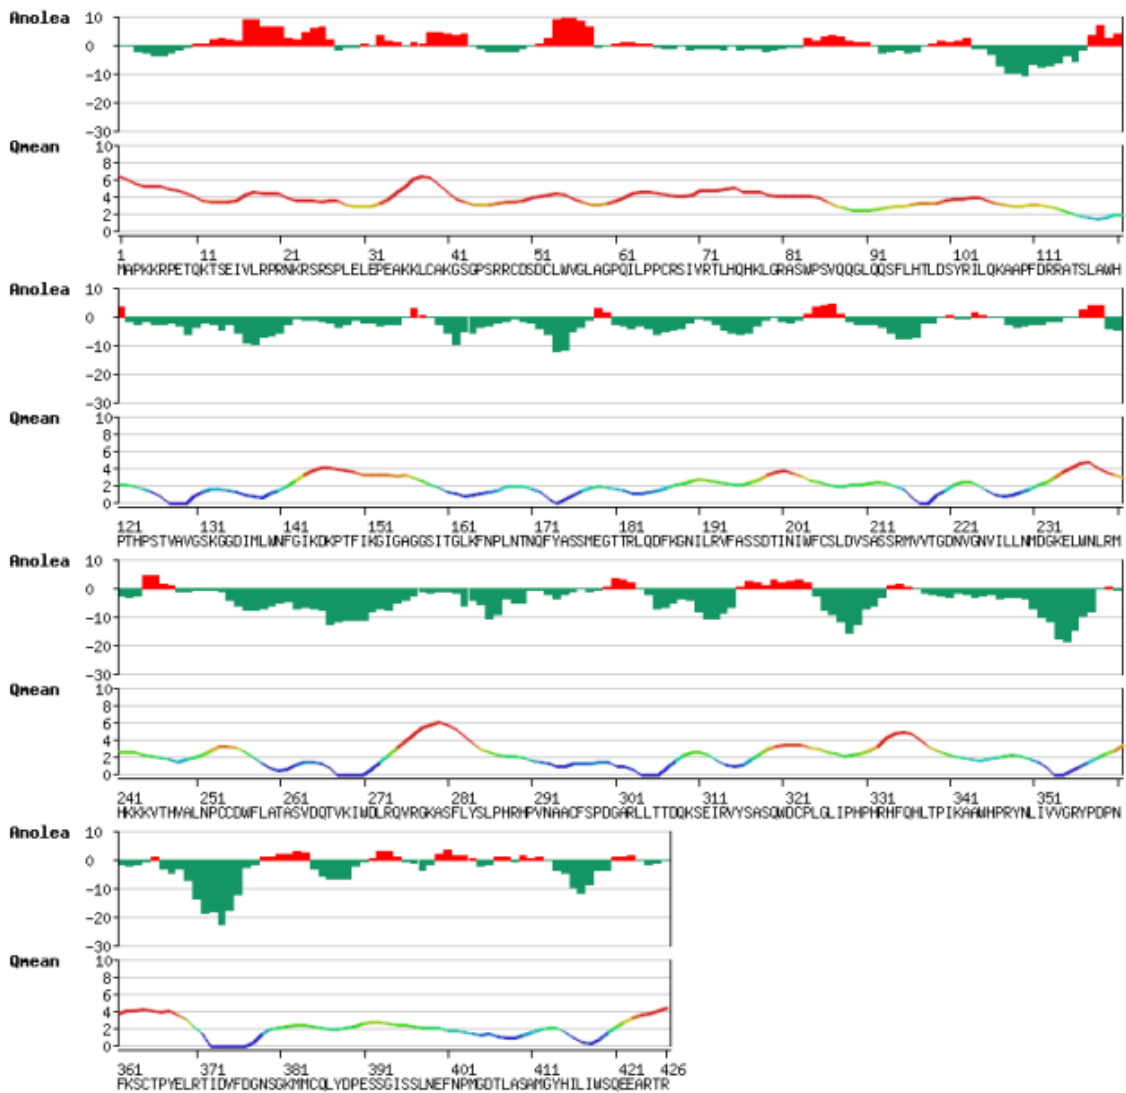 Anolea
10
0
-10
-20
-30
Qmean
10
8
6
4
2
0
1 11 21 31 41 51 61 71 81 91 101 111
MAPKKRPETQKTSEIVLRPRNKRSRSPLELEPEAKKLCAKGSGPSRRCDSDCLWVGLAGPQILPPCRSIVRTLHQHKLGRASWPSVQQGLQQSFLHTLDSYRILQKAAPFDRRATSLAWH
Anolea
10
0
-10
-20
-30
Qmean
10
8
6
4
2
0
121 131 141 151 161 171 181 191 201 211 221 231
PTHPSTVAVGSKGGDIMLWNFGIKDKPTFIKGIGAGGSITGLKFNPLNTNQFYASSMEGTTRLQDFKGNILRVFASSDTINIWFCSLDVSASSRMVVTGDNVGNVILLNMDGKELWNLRM
Anolea
10
0
-10
-20
-30
Qmean
10
8
6
4
2
0
241 251 261 271 281 291 301 311 321 331 341 351
HKKKVTHVALNPCCDWFLATASVDQTVKIWDLRQVRGKASFLYSLPHRHPVNAACFSPDGARLLTTDQKSEIRVYSASQWDCPLGLIPHPHRHFQHLTPIKAAWHPRYNLIVVGRYPDPN
Anolea
10
0
-10
-20
-30
Qmean
10
8
6
4
2
0
361 371 381 391 401 411 421 426
FKSCTPYELRTIDVFDGNSGKMMCQLYDPESSGISSLNEFNPMGDTLASAMGYHILIWSQEEARTR